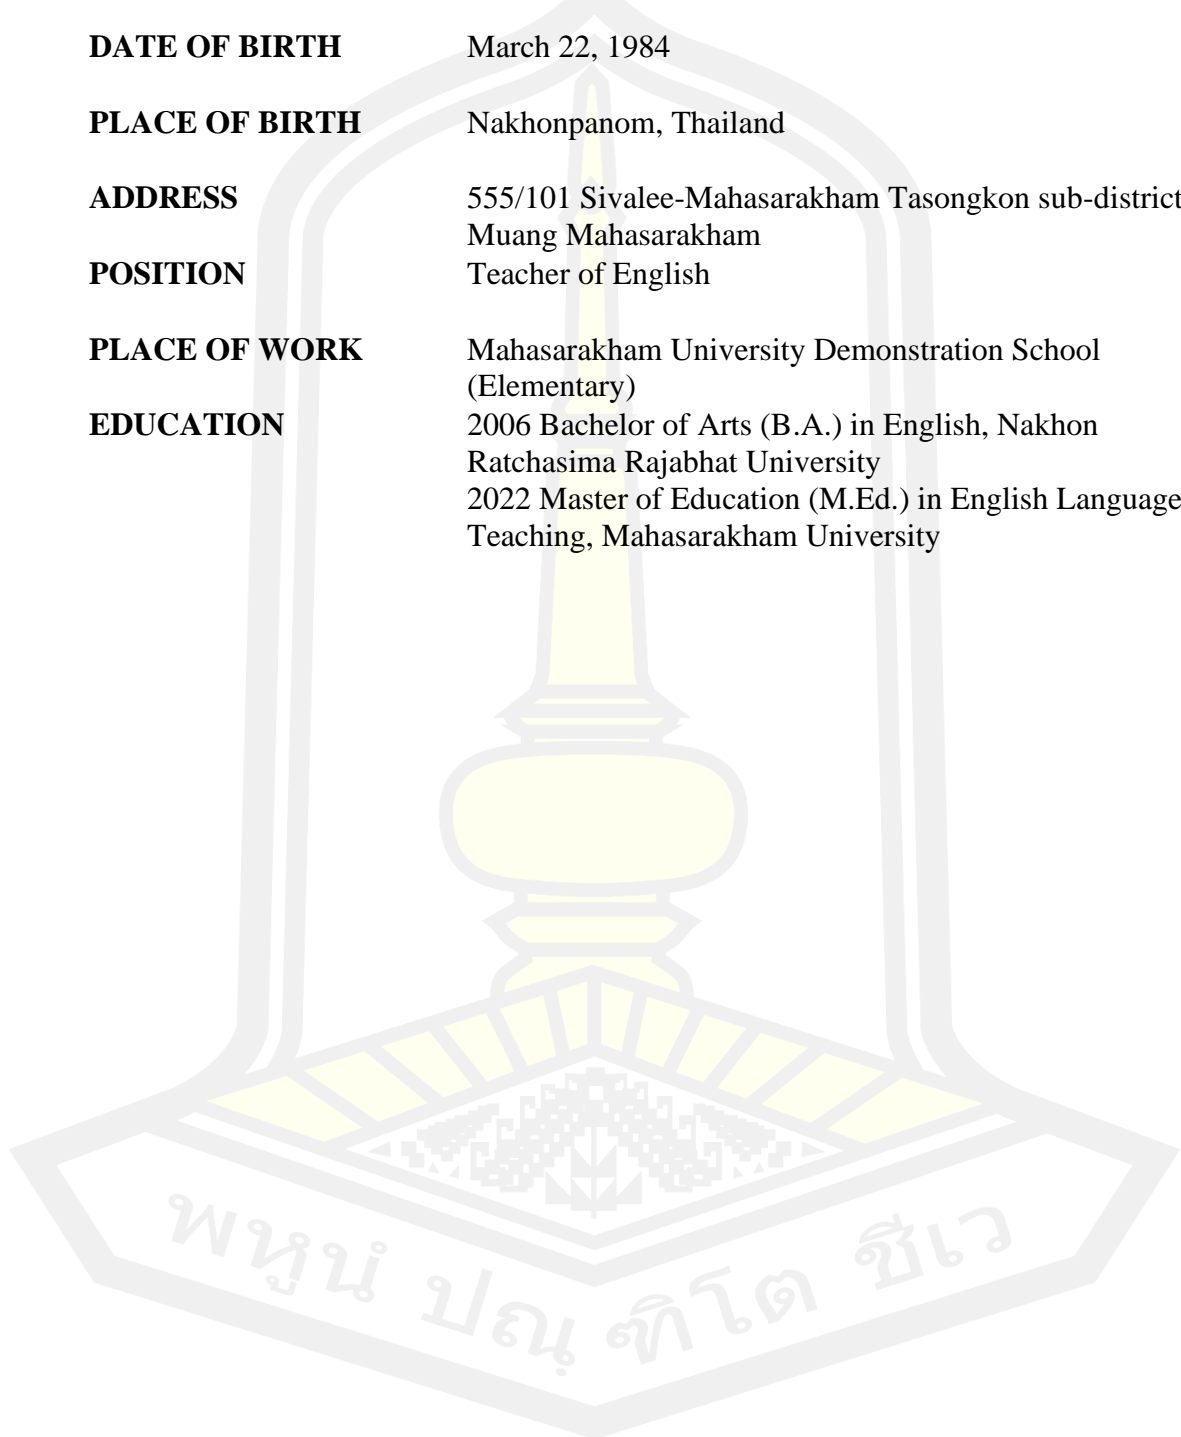 DATE OF BIRTH March 22, 1984
PLACE OF BIRTH Nakhonpanom, Thailand
ADDRESS 555/101 Sivalee-Mahasarakham Tasongkon sub-district
Muang Mahasarakham
POSITION Teacher of English
PLACE OF WORK Mahasarakham University Demonstration School
(Elementary)
EDUCATION 2006 Bachelor of Arts (B.A.) in English, Nakhon
Ratchasima Rajabhat University
2022 Master of Education (M.Ed.) in English Language
Teaching, Mahasarakham University
พหูนํ ปณฺฑิโต ชีเว